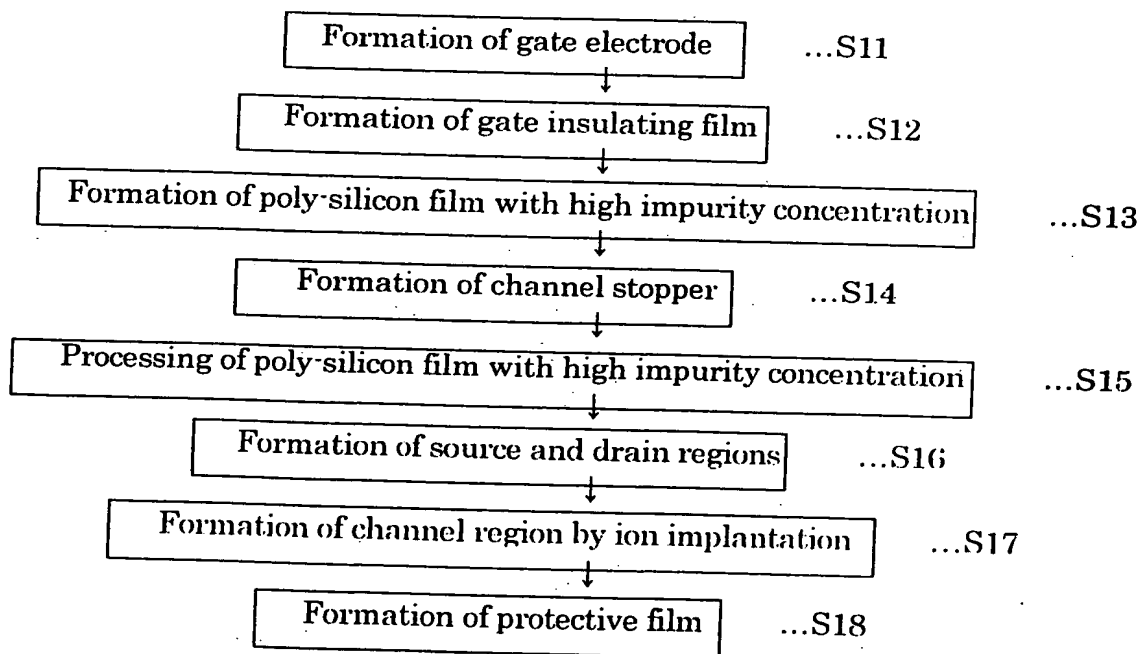 Formation of gate electrode ...S11
Formation of gate insulating film ...S12
Formation of poly-silicon film with high impurity concentration ...S13
Formation of channel stopper ...S14
Processing of poly-silicon film with high impurity concentration ...S15
Formation of source and drain regions ...S16
Formation of channel region by ion implantation ...S17
Formation of protective film ...S18